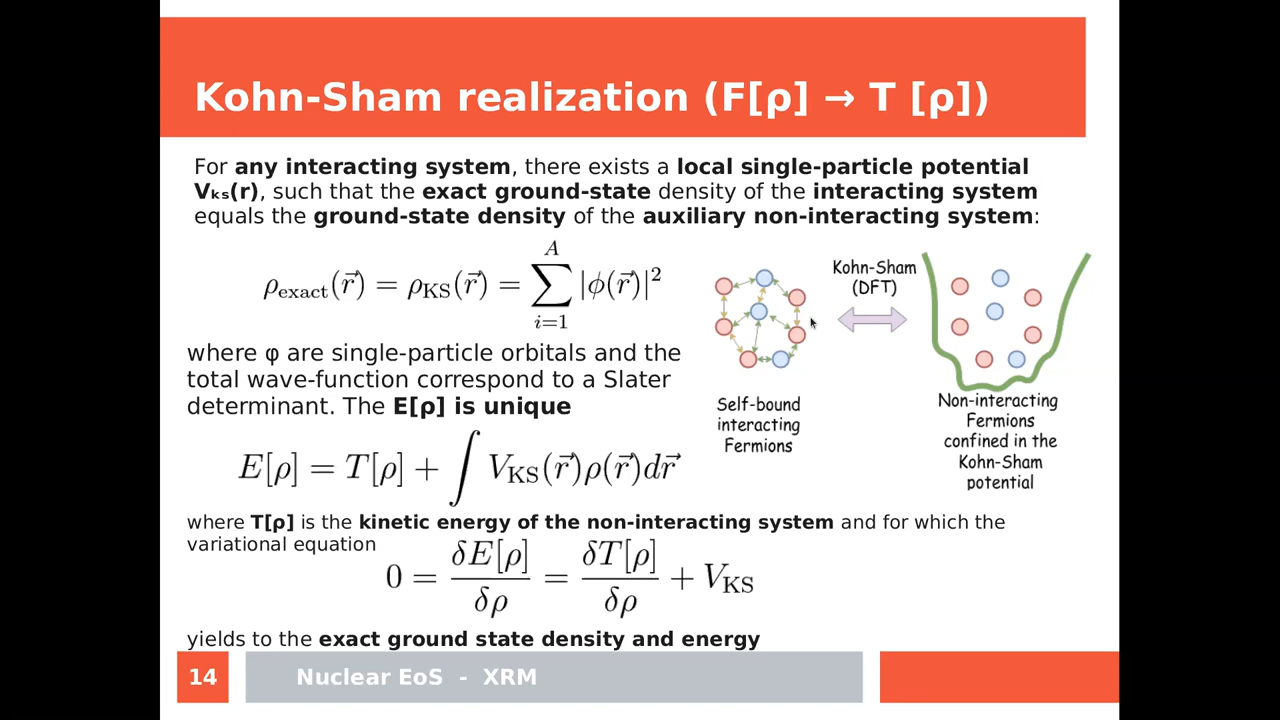 Kohn-Sham realization (F[ρ] → T [ρ])
For any interacting system, there exists a local single-particle potential
Vₖₛ(r), such that the exact ground-state density of the interacting system
equals the ground-state density of the auxiliary non-interacting system:
ρ_exact(r⃗) = ρ_KS(r⃗) = ∑_{i=1}^{A} |ϕ(r⃗)|²
where φ are single-particle orbitals and the
total wave-function correspond to a Slater
determinant. The E[ρ] is unique
E[ρ] = T[ρ] + ∫ V_KS(r⃗)ρ(r⃗)dr⃗
Kohn-Sham
(DFT)
Self-bound
interacting
Fermions
Non-interacting
Fermions
confined in the
Kohn-Sham
potential
where T[ρ] is the kinetic energy of the non-interacting system and for which the
variational equation
0 = δE[ρ]/δρ = δT[ρ]/δρ + V_KS
yields to the exact ground state density and energy
14
Nuclear EoS - XRM